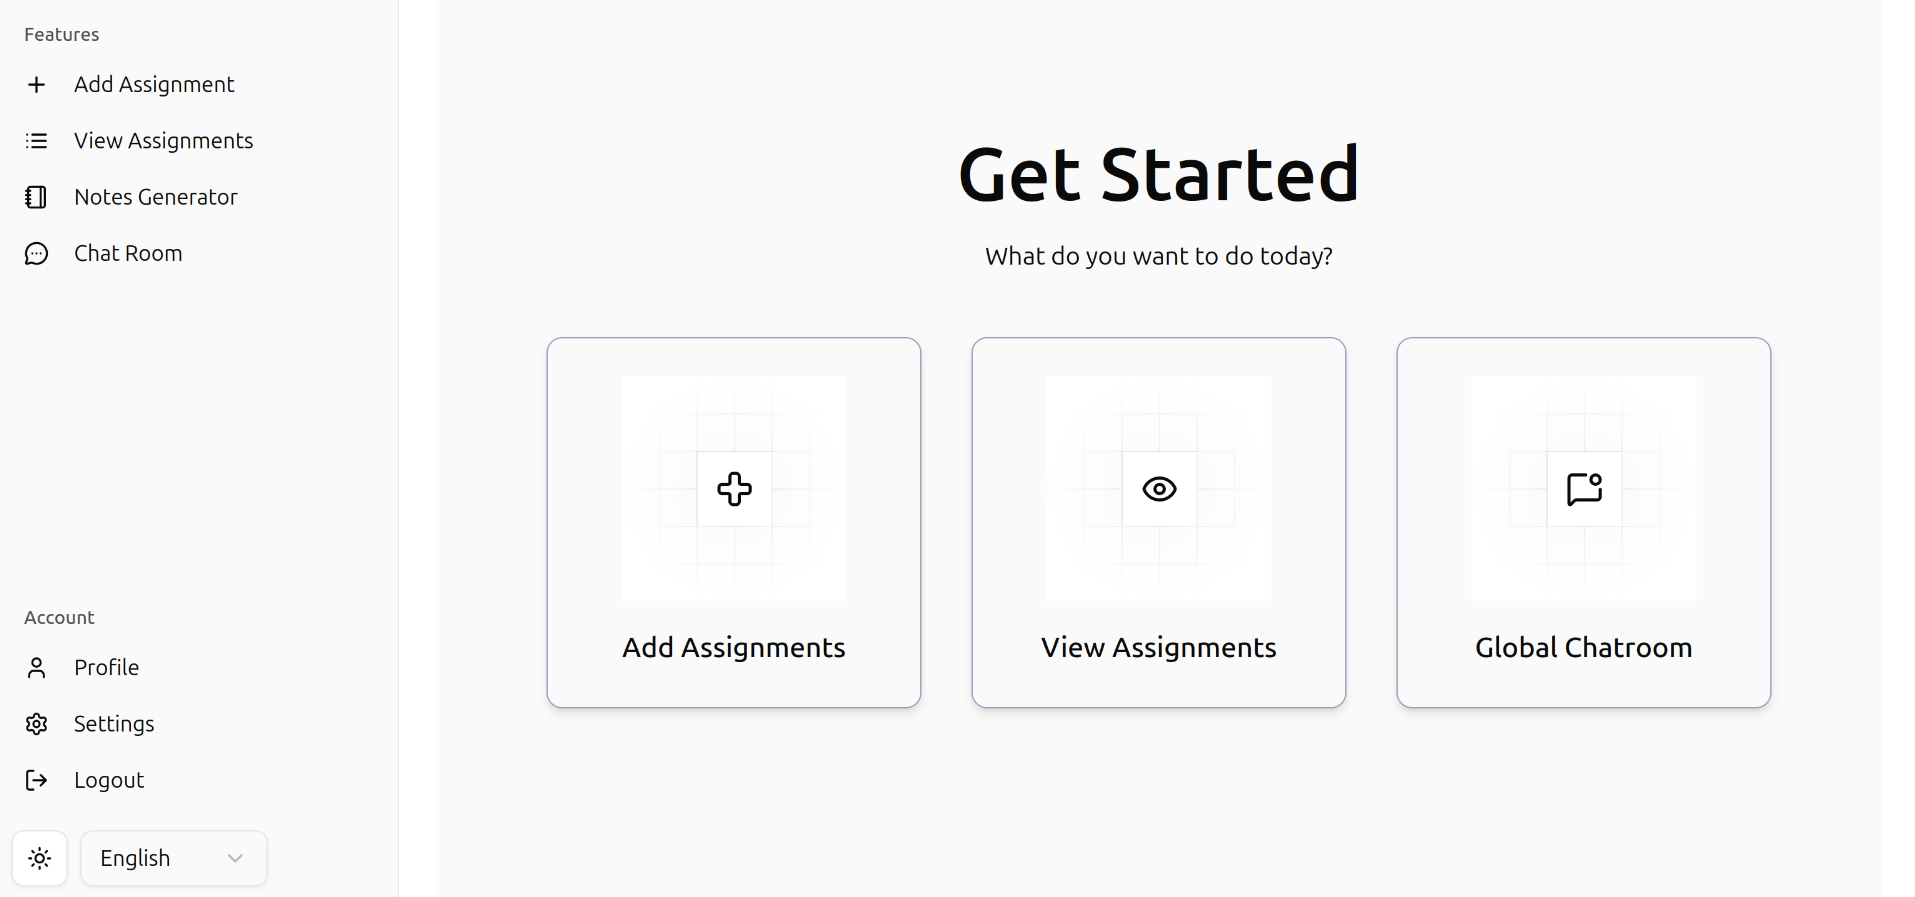 Features
Add Assignment
View Assignments
Notes Generator
Chat Room
Account
Profile
Settings
Logout
English
Get Started
What do you want to do today?
Add Assignments
View Assignments
Global Chatroom